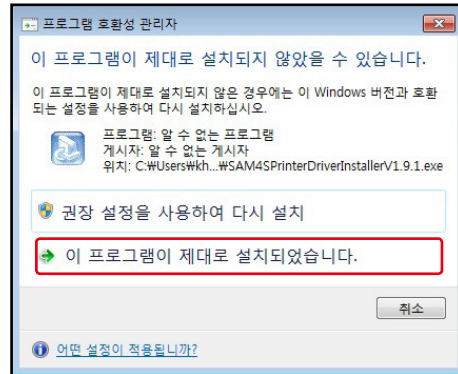 프로그램 호환성 관리자
이 프로그램이 제대로 설치되지 않았을 수 있습니다.
이 프로그램이 제대로 설치되지 않은 경우에는 이 Windows 버전과 호환
되는 설정을 사용하여 다시 설치하십시오.
프로그램: 알 수 없는 프로그램
게시자: 알 수 없는 게시자
위치: C:₩Users₩kh...₩SAM4SPrinterDriverInstallerV1.9.1.exe
권장 설정을 사용하여 다시 설치
이 프로그램이 제대로 설치되었습니다.
취소
어떤 설정이 적용됩니까?